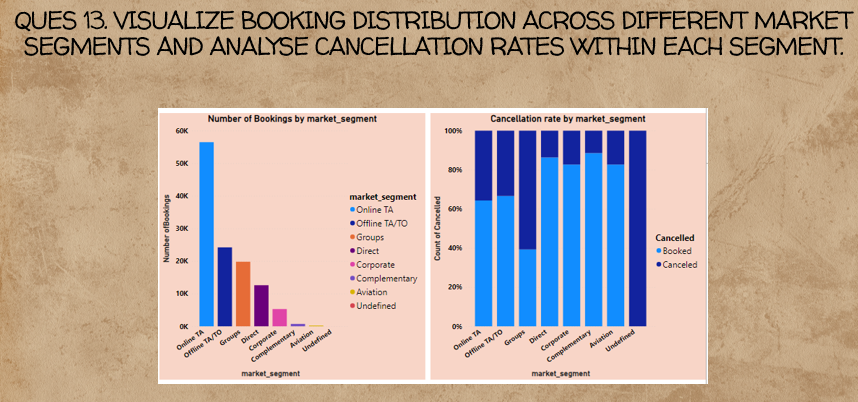 QUES 13. VISUALIZE BOOKING DISTRIBUTION ACROSS DIFFERENT MARKET
SEGMENTS AND ANALYSE CANCELLATION RATES WITHIN EACH SEGMENT.
Number of Bookings by market_segment
60K
50K
40K
30K
20K
10K
0K
Number ofBookings
Online TA
Offline TA/TO
Groups
Direct
Corporate
Complementary
Aviation
Undefined
market_segment
market_segment
Online TA
Offline TA/TO
Groups
Direct
Corporate
Complementary
Aviation
Undefined
Cancellation rate by market_segment
100%
80%
60%
40%
20%
0%
Count of Cancelled
Online TA
Offline TA/TO
Groups
Direct
Corporate
Complementary
Aviation
Undefined
market_segment
Cancelled
Booked
Canceled